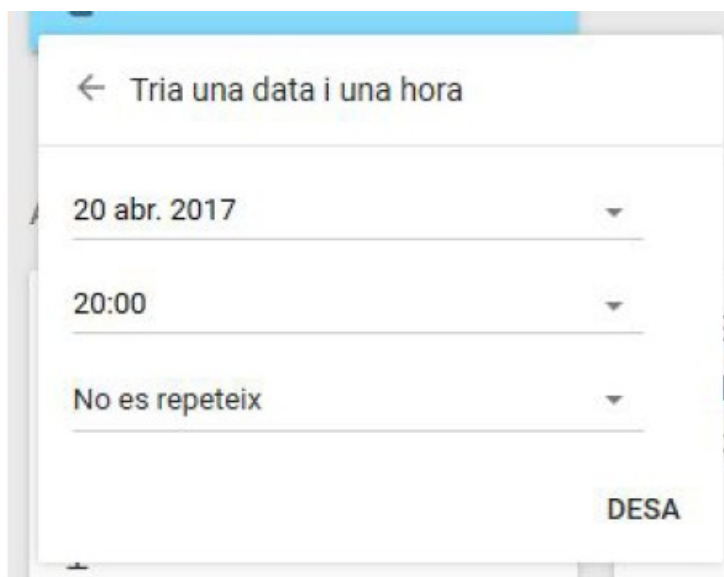 Tria una data i una hora
20 abr. 2017
20:00
No es repeteix
DESA